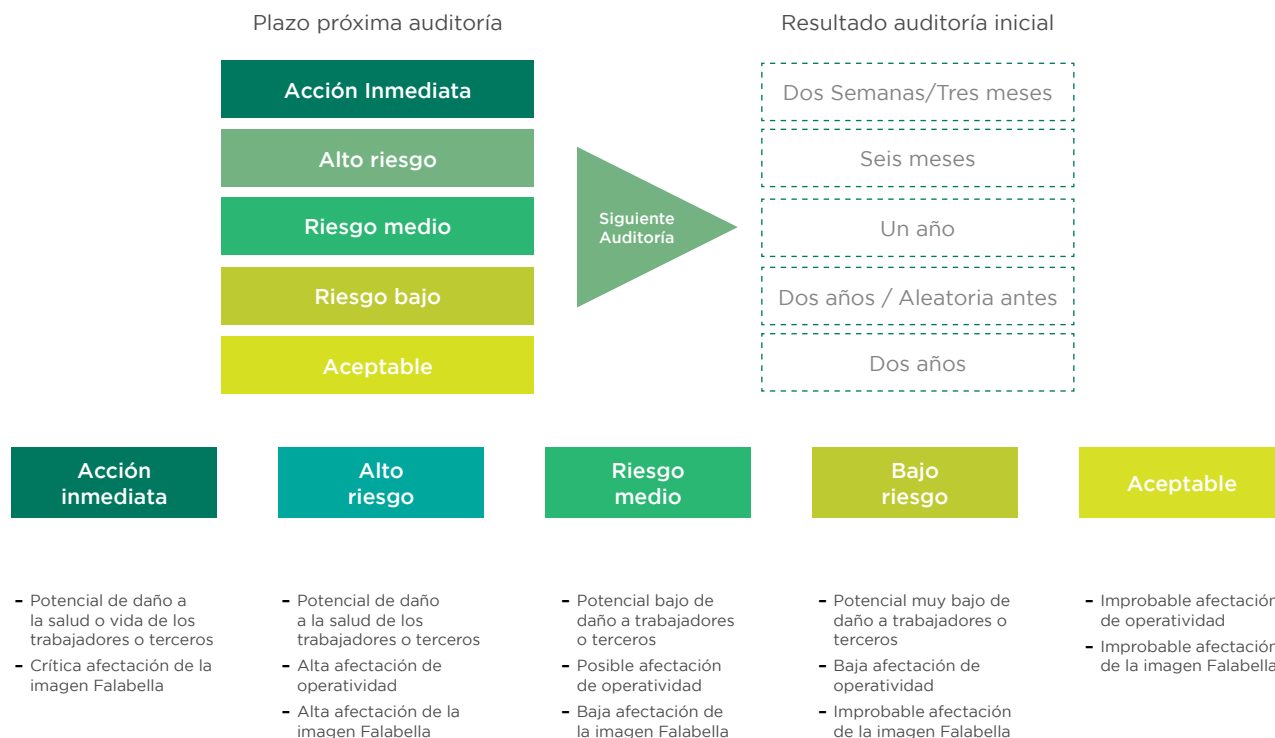 Plazo próxima auditoría
Resultado auditoría inicial
Acción Inmediata
Alto riesgo
Riesgo medio
Riesgo bajo
Aceptable
Siguiente
Auditoría
Dos Semanas/Tres meses
Seis meses
Un año
Dos años / Aleatoria antes
Dos años
Acción
inmediata
- Potencial de daño a
la salud o vida de los
trabajadores o terceros
- Crítica afectación de la
imagen Falabella
Alto
riesgo
- Potencial de daño
a la salud de los
trabajadores o terceros
- Alta afectación de
operatividad
- Alta afectación de la
imagen Falabella
Riesgo
medio
- Potencial bajo de
daño a trabajadores
o terceros
- Posible afectación
de operatividad
- Baja afectación de
la imagen Falabella
Bajo
riesgo
- Potencial muy bajo de
daño a trabajadores o
terceros
- Baja afectación de
operatividad
- Improbable afectación
de la imagen Falabella
Aceptable
- Improbable afectación
de operatividad
- Improbable afectación
de la imagen Falabella